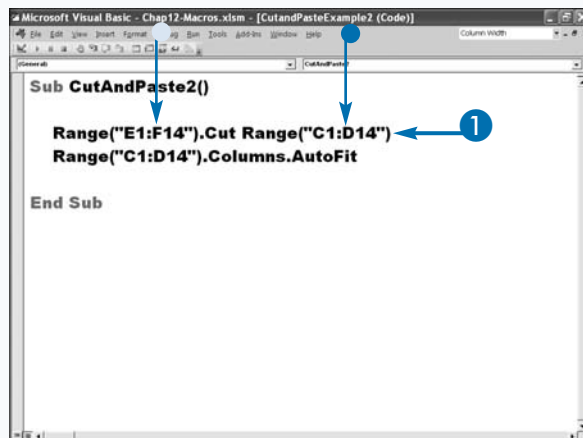 Microsoft Visual Basic - Chap12-Macros.xlsm - [CutandPasteExample2 (Code)]
File Edit View Insert Format Run Tools Add-Ins Window Help
Column Width
(General)
CutAndPaste2
Sub CutAndPaste2()
Range("E1:F14").Cut Range("C1:D14")
1
Range("C1:D14").Columns.AutoFit
End Sub